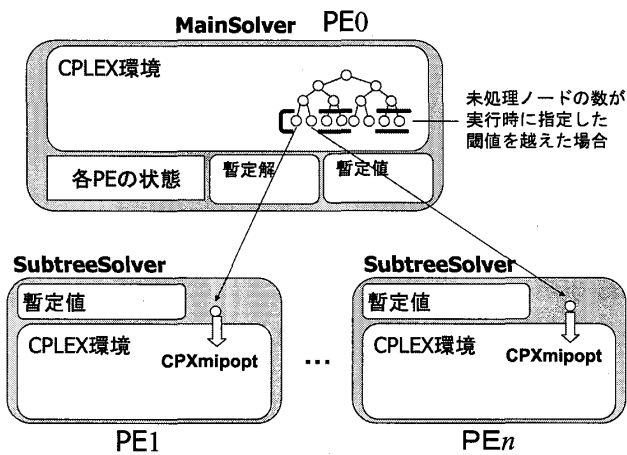 MainSolver PE0
CPLEX環境
未処理ノードの数が
実行時に指定した
閾値を越えた場合
各PEの状態
暫定解
暫定値
SubtreeSolver
暫定値
CPLEX環境
CPXmipopt
PE1
...
SubtreeSolver
暫定値
CPLEX環境
CPXmipopt
PEn